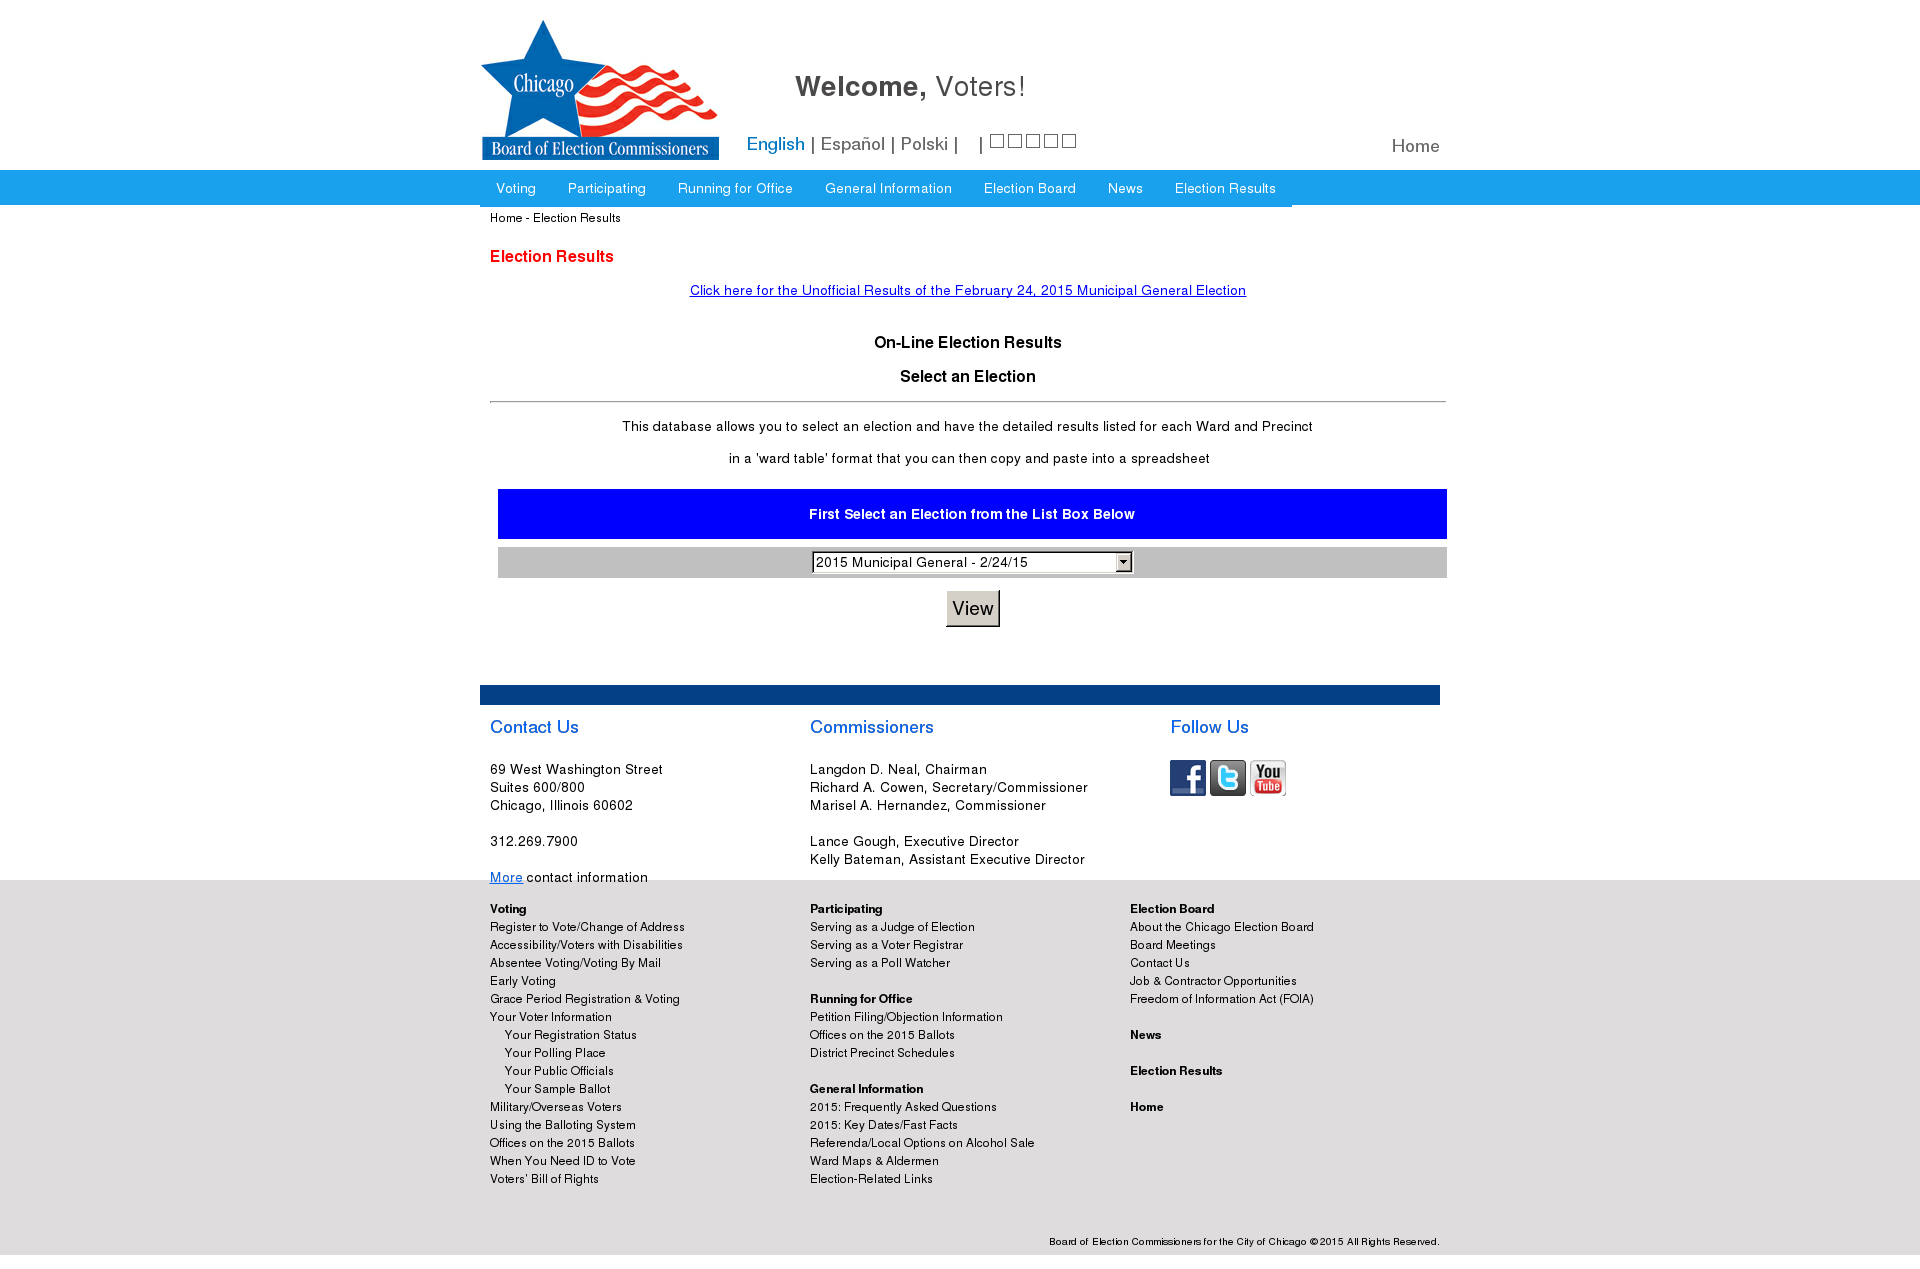 Chicago
Board of Election Commissioners
Welcome, Voters!
English | Español | Polski | | □□□□□
Home
Voting Participating Running for Office General Information Election Board News Election Results
Home - Election Results
Election Results
Click here for the Unofficial Results of the February 24, 2015 Municipal General Election
On-Line Election Results
Select an Election
This database allows you to select an election and have the detailed results listed for each Ward and Precinct
in a 'ward table' format that you can then copy and paste into a spreadsheet
First Select an Election from the List Box Below
2015 Municipal General - 2/24/15
View
Contact Us
69 West Washington Street
Suites 600/800
Chicago, Illinois 60602
312.269.7900
More contact information
Commissioners
Langdon D. Neal, Chairman
Richard A. Cowen, Secretary/Commissioner
Marisel A. Hernandez, Commissioner
Lance Gough, Executive Director
Kelly Bateman, Assistant Executive Director
Follow Us
You
Tube
Voting
Register to Vote/Change of Address
Accessibility/Voters with Disabilities
Absentee Voting/Voting By Mail
Early Voting
Grace Period Registration & Voting
Your Voter Information
Your Registration Status
Your Polling Place
Your Public Officials
Your Sample Ballot
Military/Overseas Voters
Using the Balloting System
Offices on the 2015 Ballots
When You Need ID to Vote
Voters' Bill of Rights
Participating
Serving as a Judge of Election
Serving as a Voter Registrar
Serving as a Poll Watcher
Running for Office
Petition Filing/Objection Information
Offices on the 2015 Ballots
District Precinct Schedules
General Information
2015: Frequently Asked Questions
2015: Key Dates/Fast Facts
Referenda/Local Options on Alcohol Sale
Ward Maps & Aldermen
Election-Related Links
Election Board
About the Chicago Election Board
Board Meetings
Contact Us
Job & Contractor Opportunities
Freedom of Information Act (FOIA)
News
Election Results
Home
Board of Election Commissioners for the City of Chicago © 2015 All Rights Reserved.